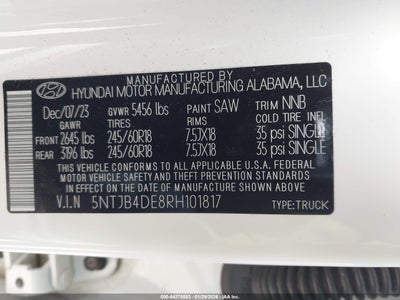 MANUFACTURED BY
HYUNDAI MOTOR MANUFACTURING ALABAMA, LLC
Dec/07/23 GVWR 5456 lbs PAINT SAW TRIM NNB
GAWR TIRES RIMS COLD TIRE INFL
FRONT 2645 lbs 245/60R18 7.5JX18 35 psi SINGLE
REAR 3196 lbs 245/60R18 7.5JX18 35 psi SINGLE
THIS VEHICLE CONFORMS TO ALL APPLICABLE U.S.A. FEDERAL MOTOR
VEHICLE SAFETY STANDARDS IN EFFECT ON THE DATE OF MANUFACTURE SHOWN ABOVE.
V.I.N 5NTJB4DE8RH101817 TYPE:TRUCK